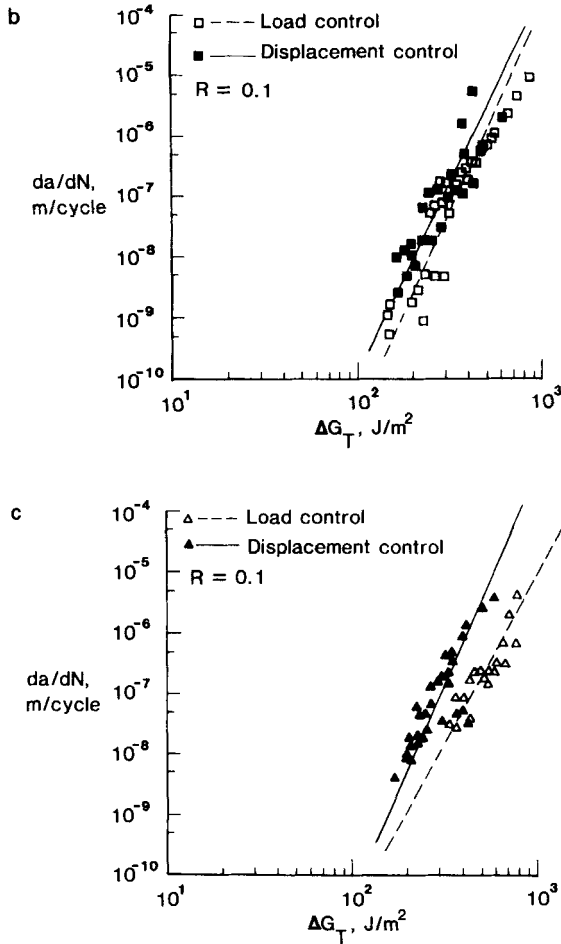 b
Load control
Displacement control
R = 0.1
da/dN,
m/cycle
10⁻⁴
10⁻⁵
10⁻⁶
10⁻⁷
10⁻⁸
10⁻⁹
10⁻¹⁰
10¹
10²
10³
ΔG_T, J/m²
c
Load control
Displacement control
R = 0.1
da/dN,
m/cycle
10⁻⁴
10⁻⁵
10⁻⁶
10⁻⁷
10⁻⁸
10⁻⁹
10⁻¹⁰
10¹
10²
10³
ΔG_T, J/m²